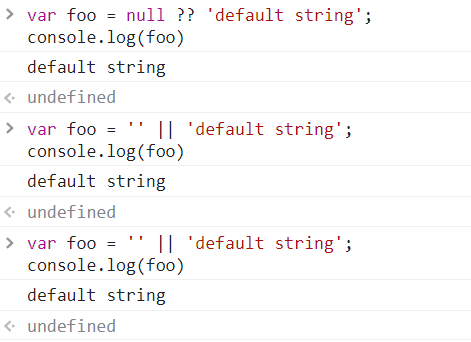 > var foo = null ?? 'default string';
console.log(foo)
default string
<· undefined
> var foo = '' || 'default string';
console.log(foo)
default string
<· undefined
> var foo = '' || 'default string';
console.log(foo)
default string
<· undefined